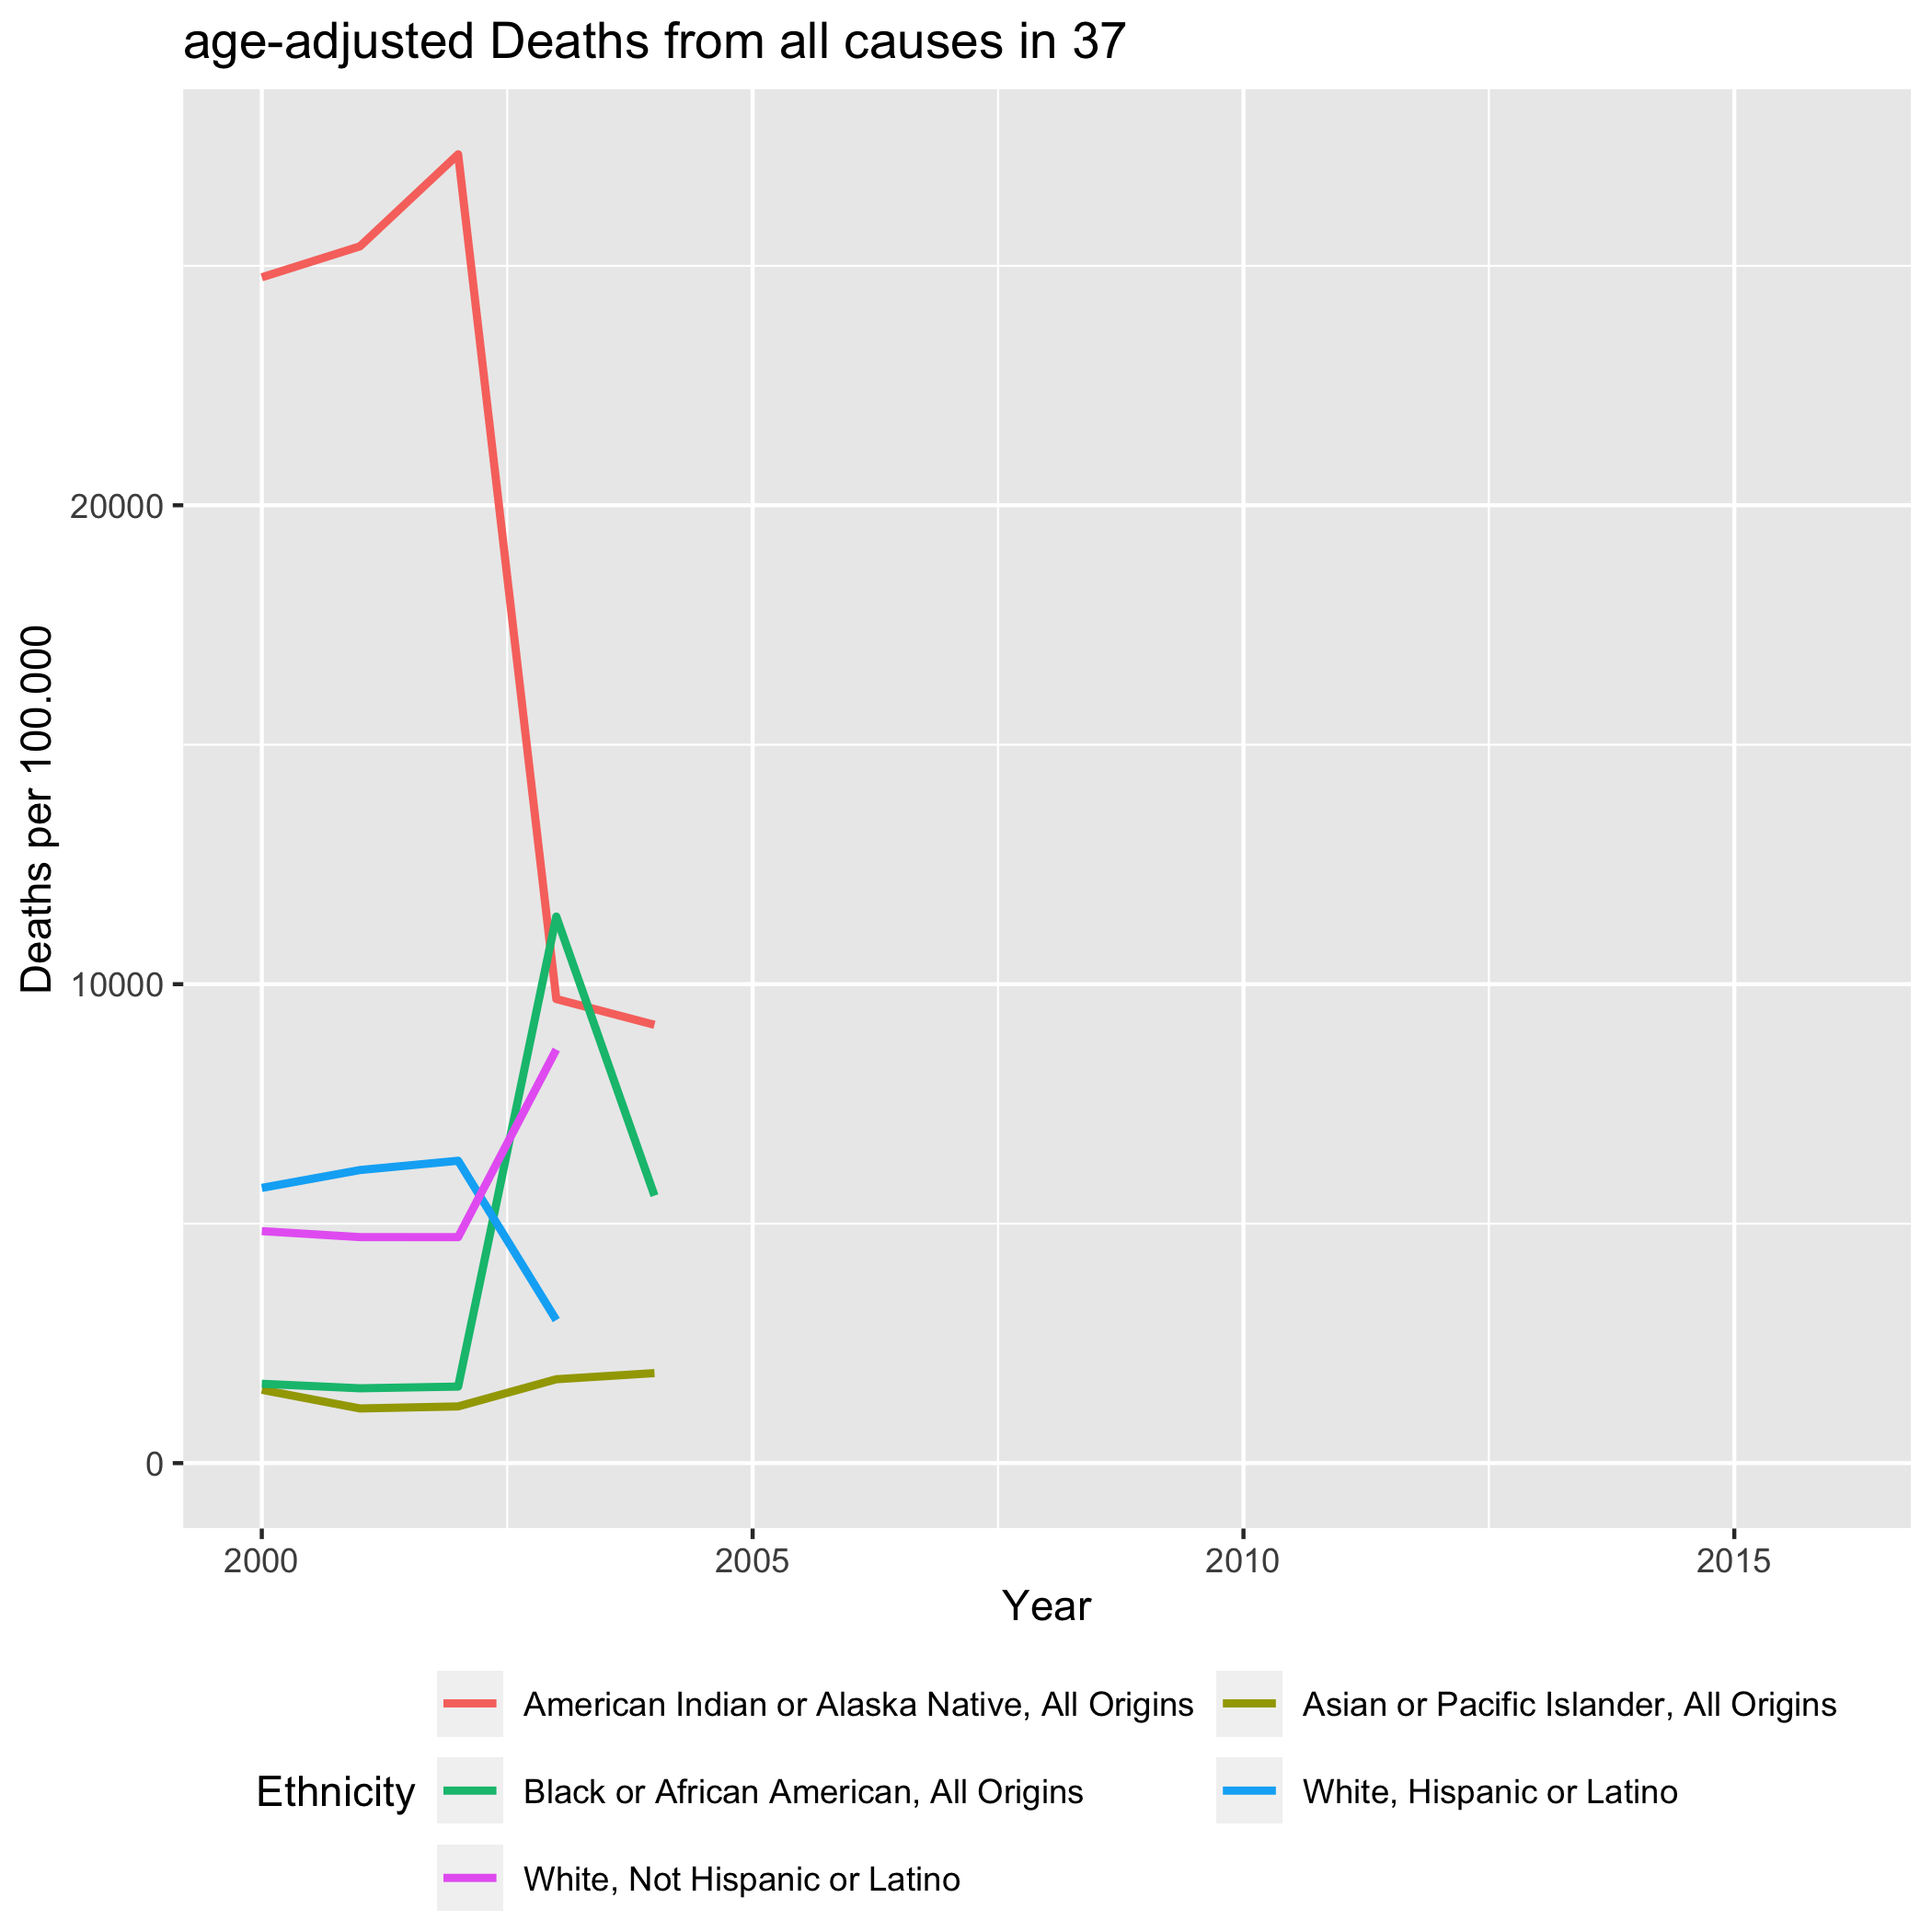 age-adjusted Deaths from all causes in 37
Deaths per 100.000
20000
10000
0
2000 2005 2010 2015
Year
Ethnicity
American Indian or Alaska Native, All Origins
Asian or Pacific Islander, All Origins
Black or African American, All Origins
White, Hispanic or Latino
White, Not Hispanic or Latino